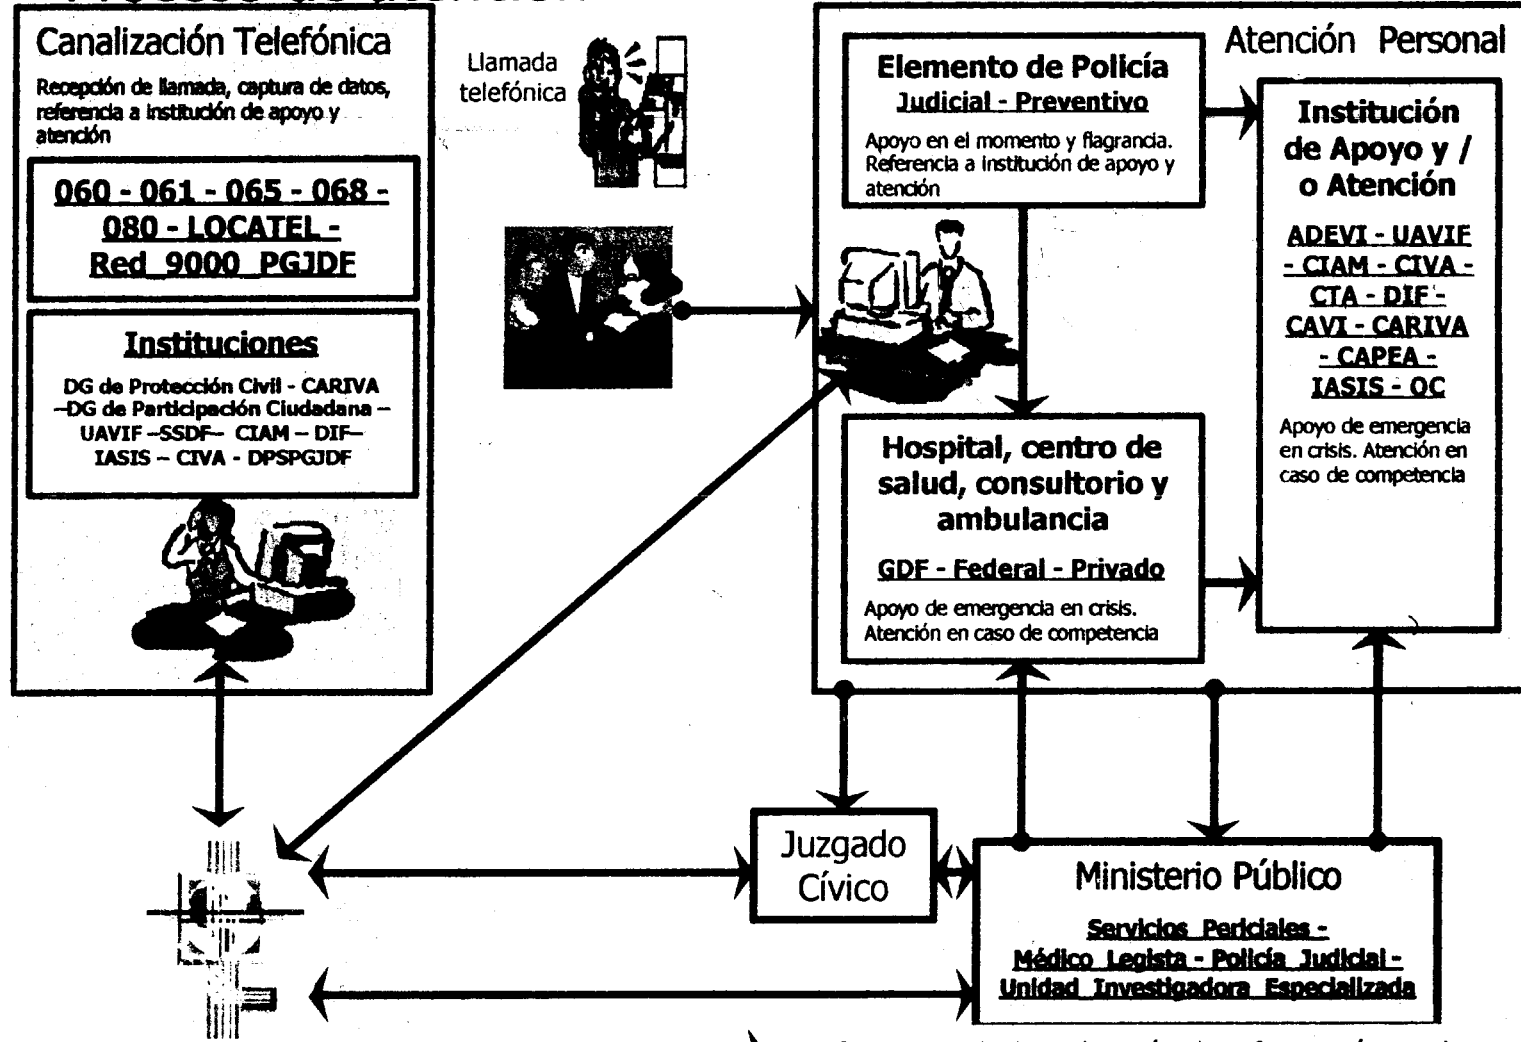 Proceso de atención
Canalización Telefónica
Recepción de llamada, captura de datos,
referencia a institución de apoyo y
atención
060 - 061 - 065 - 068 -
080 - LOCATEL -
Red 9000 PGJDF
Instituciones
DG de Protección Civil - CARIVA
–DG de Participación Ciudadana –
UAVIF –SSDF– CIAM – DIF–
IASIS – CIVA - DPSPGJDF
Llamada
telefónica
Atención Personal
Elemento de Policía
Judicial - Preventivo
Apoyo en el momento y flagrancia.
Referencia a institución de apoyo y
atención
Hospital, centro de
salud, consultorio y
ambulancia
GDF - Federal - Privado
Apoyo de emergencia en crisis.
Atención en caso de competencia
Institución
de Apoyo y /
o Atención
ADEVI - UAVIF
- CIAM - CIVA -
CTA - DIF -
CAVI - CARIVA
- CAPEA -
IASIS - OC
Apoyo de emergencia
en crisis. Atención en
caso de competencia
Juzgado
Cívico
Ministerio Público
Servicios Periciales -
Médico Legista - Policía Judicial -
Unidad Investigadora Especializada